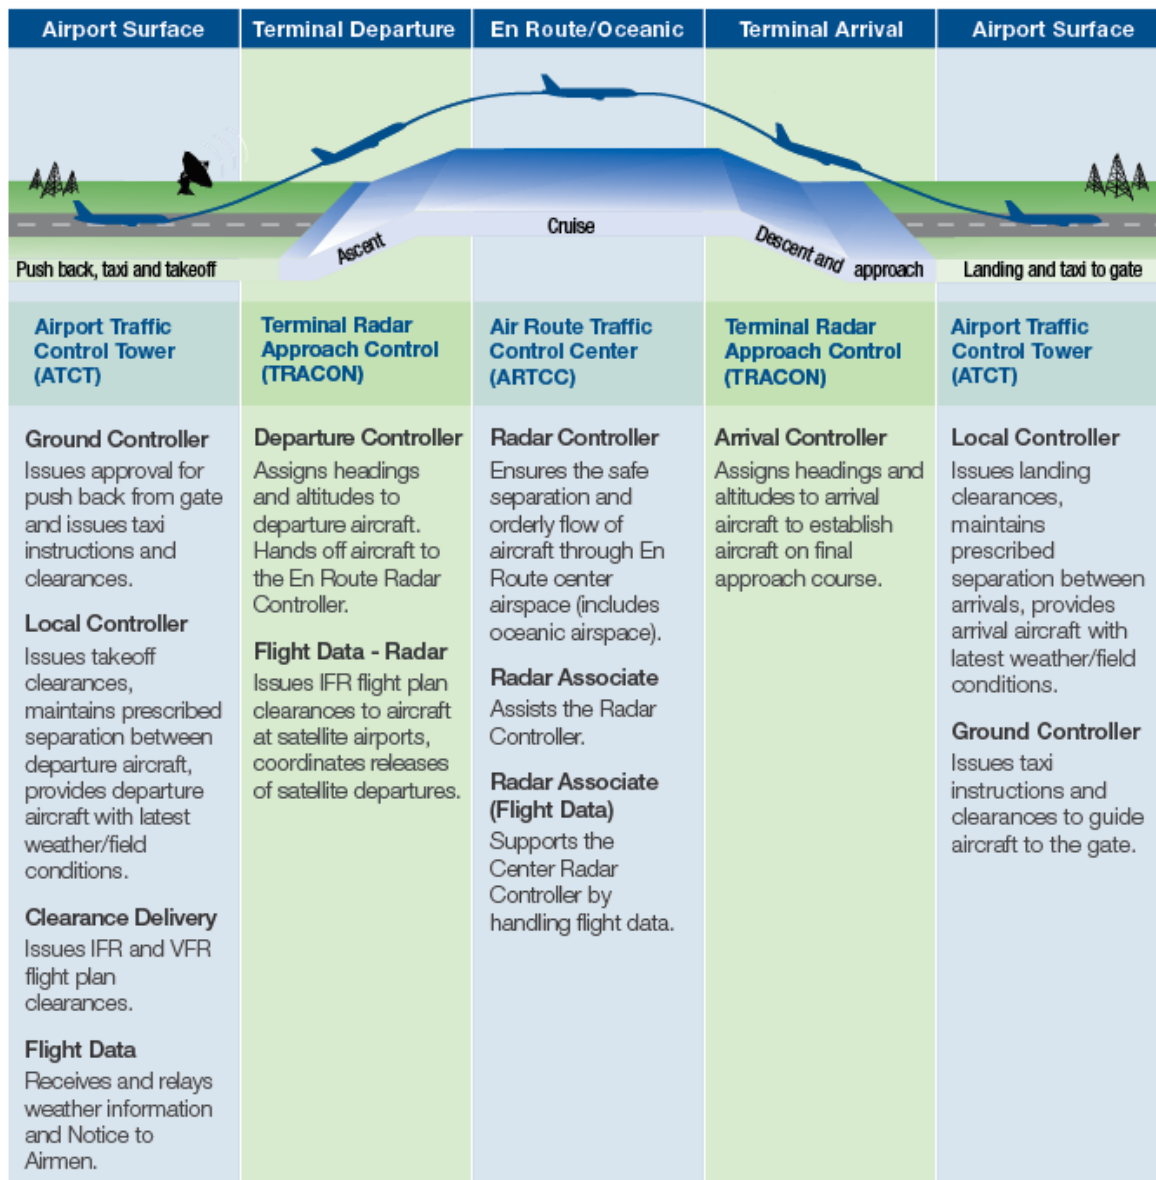 Airport Surface
Terminal Departure
En Route/Oceanic
Terminal Arrival
Airport Surface
Push back, taxi and takeoff
Ascent
Cruise
Descent and
approach
Landing and taxi to gate
Airport Traffic
Control Tower
(ATCT)
Ground Controller
Issues approval for
push back from gate
and issues taxi
instructions and
clearances.
Local Controller
Issues takeoff
clearances,
maintains prescribed
separation between
departure aircraft,
provides departure
aircraft with latest
weather/field
conditions.
Clearance Delivery
Issues IFR and VFR
flight plan
clearances.
Flight Data
Receives and relays
weather information
and Notice to
Airmen.
Terminal Radar
Approach Control
(TRACON)
Departure Controller
Assigns headings
and altitudes to
departure aircraft.
Hands off aircraft to
the En Route Radar
Controller.
Flight Data - Radar
Issues IFR flight plan
clearances to aircraft
at satellite airports,
coordinates releases
of satellite departures.
Air Route Traffic
Control Center
(ARTCC)
Radar Controller
Ensures the safe
separation and
orderly flow of
aircraft through En
Route center
airspace (includes
oceanic airspace).
Radar Associate
Assists the Radar
Controller.
Radar Associate
(Flight Data)
Supports the
Center Radar
Controller by
handling flight data.
Terminal Radar
Approach Control
(TRACON)
Arrival Controller
Assigns headings and
altitudes to arrival
aircraft to establish
aircraft on final
approach course.
Airport Traffic
Control Tower
(ATCT)
Local Controller
Issues landing
clearances,
maintains
prescribed
separation between
arrivals, provides
arrival aircraft with
latest weather/field
conditions.
Ground Controller
Issues taxi
instructions and
clearances to guide
aircraft to the gate.